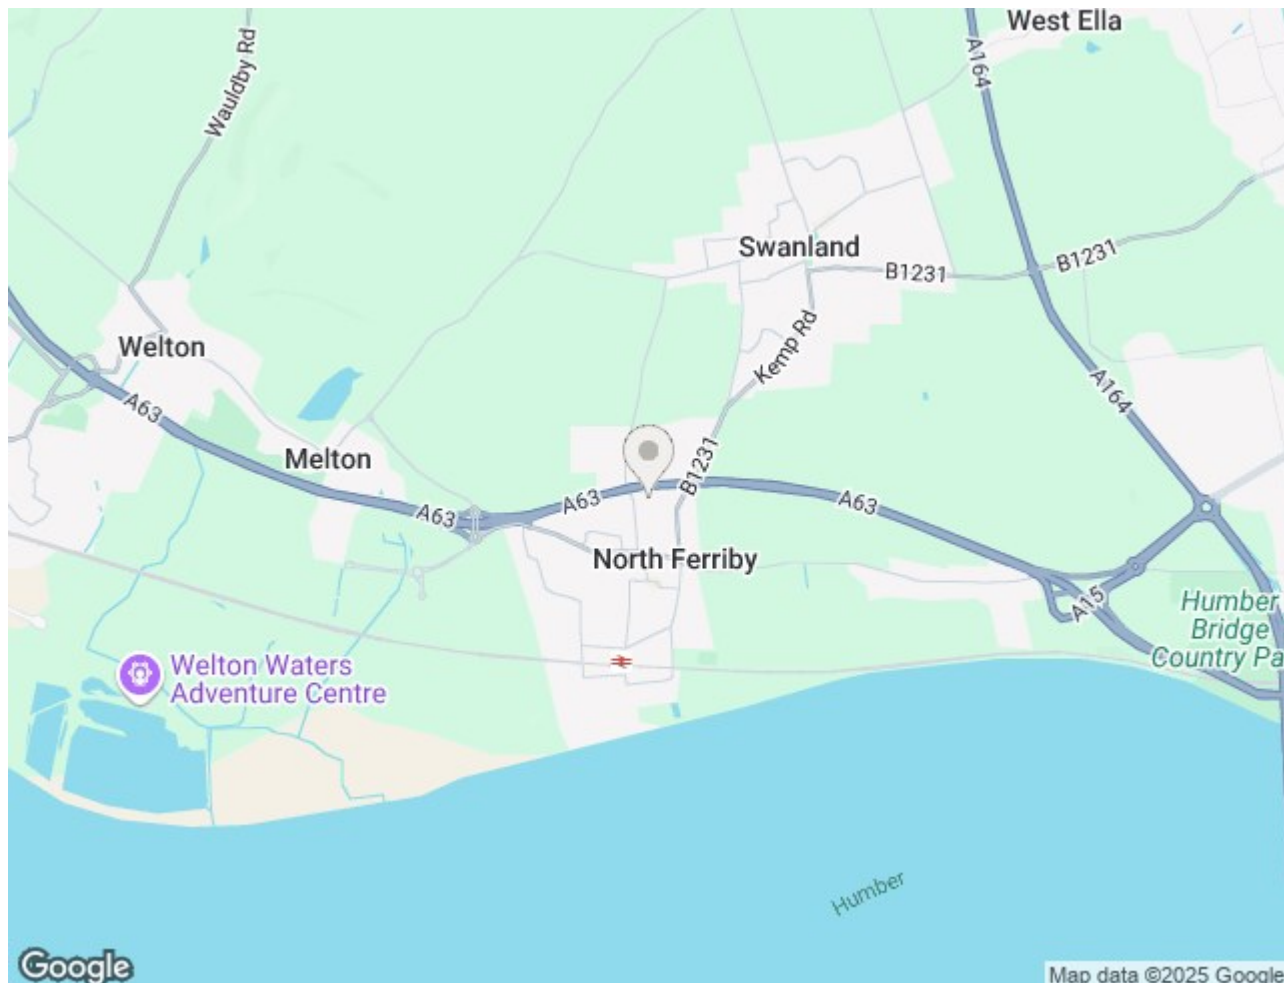 West Ella
A164
Wauldby Rd
Swanland
B1231
B1231
Kemp Rd
Welton
A63
A164
Melton
B1231
A63
A63
A63
North Ferriby
A15
Humber
Bridge
Country Pa
Welton Waters
Adventure Centre
Humber
Google
Map data ©2025 Google